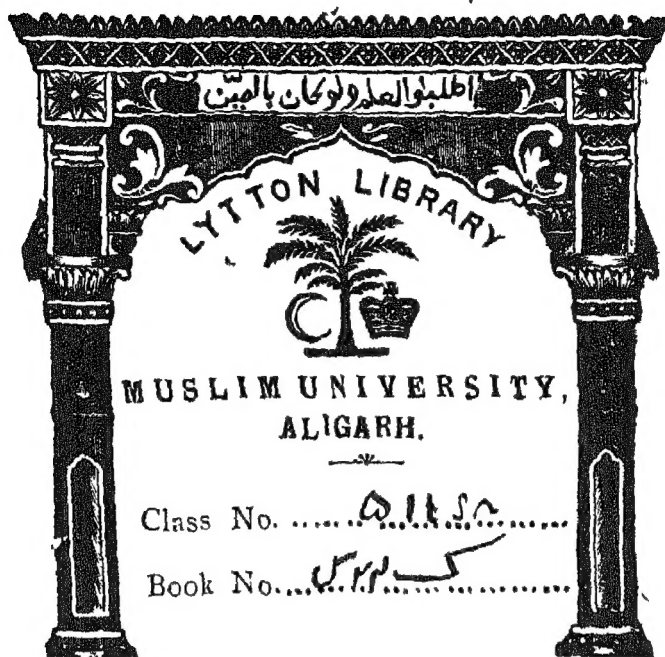 اطلبوا العلم ولو كان بالصين
LYTTON LIBRARY
MUSLIM UNIVERSITY,
ALIGARH.
Class No.
Book No.